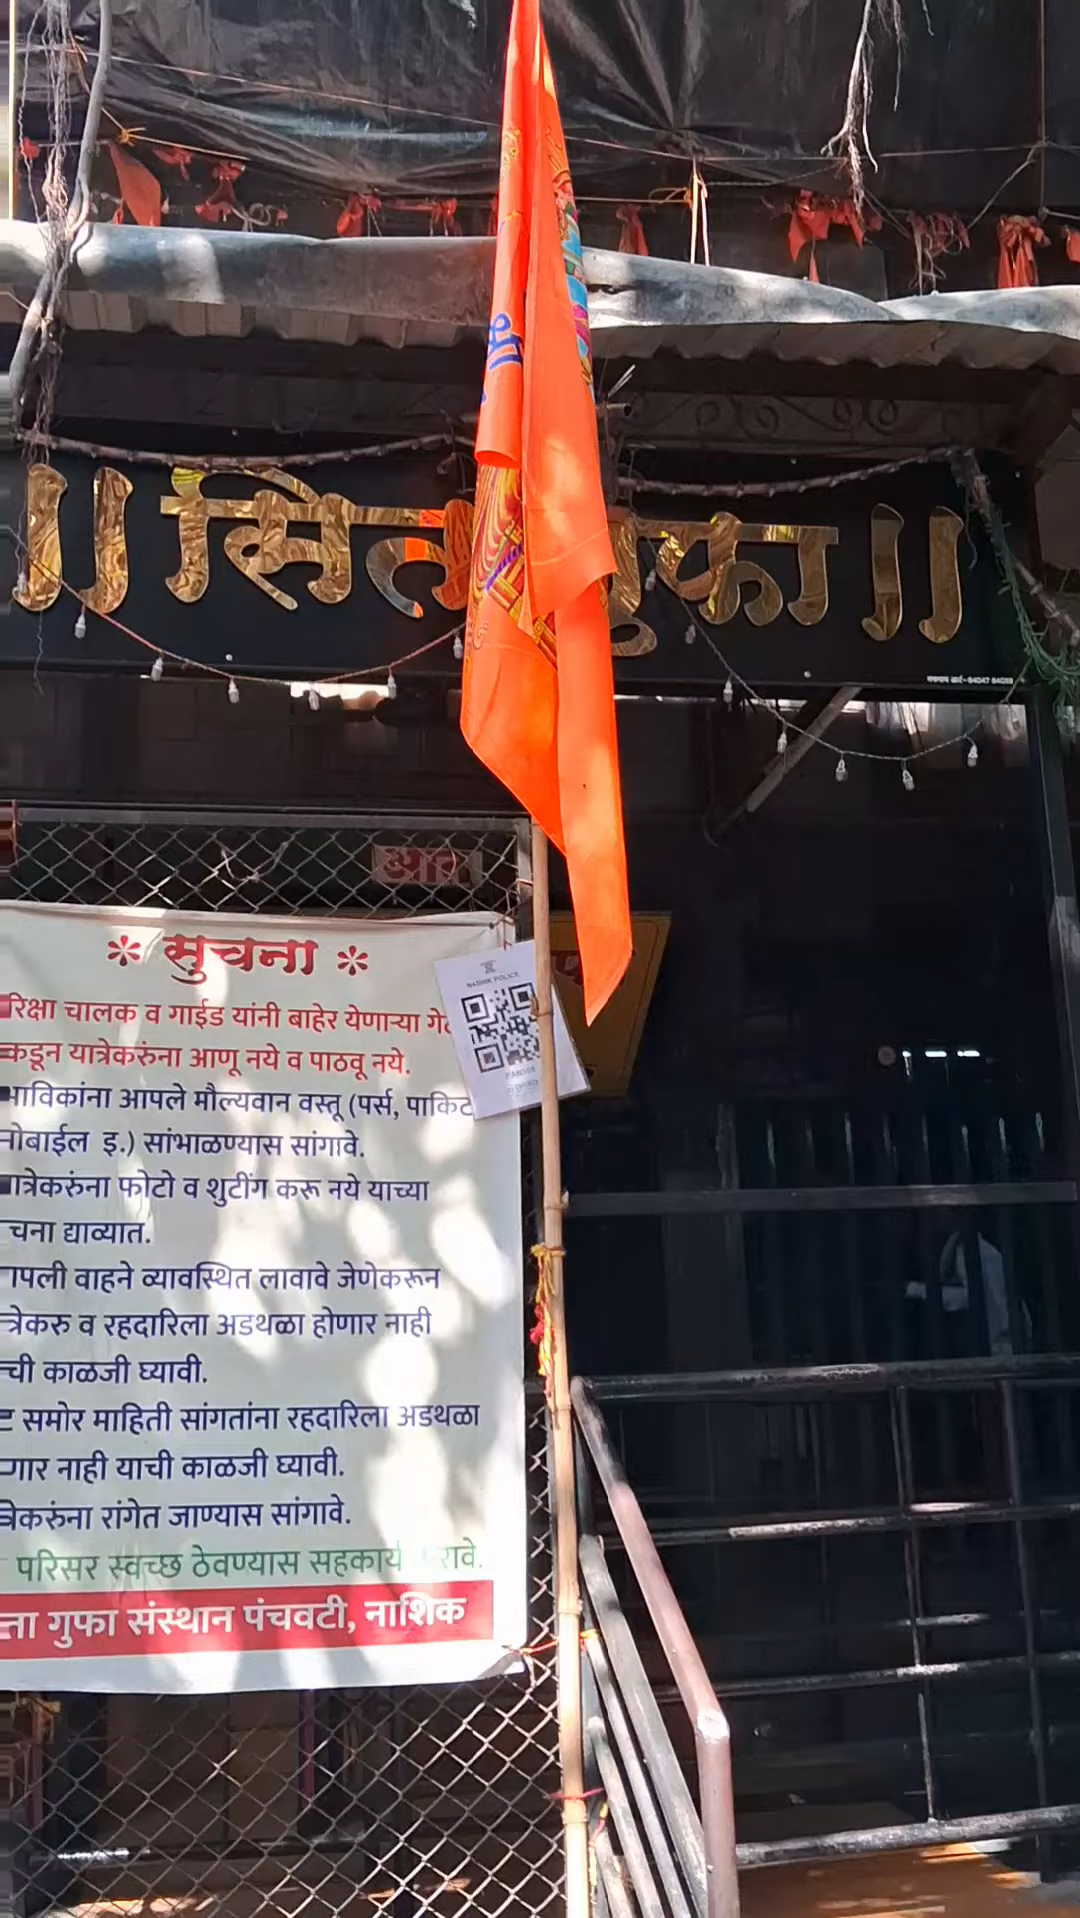 श्री
॥ सित गुफा ॥
आत
* सुचना *
रिक्षा चालक व गाईड यांनी बाहेर येणाऱ्या गेट
कडून यात्रेकरुंना आणू नये व पाठवू नये.
भाविकांना आपले मौल्यवान वस्तू (पर्स, पाकिट
मोबाईल इ.) सांभाळण्यास सांगावे.
ात्रेकरुंना फोटो व शुटींग करू नये याच्या
चना द्याव्यात.
ापली वाहने व्यावस्थित लावावे जेणेकरून
त्रेकरु व रहदारिला अडथळा होणार नाही
ची काळजी घ्यावी.
समोर माहिती सांगतांना रहदारिला अडथळा
णार नाही याची काळजी घ्यावी.
त्रेकरुंना रांगेत जाण्यास सांगावे.
परिसर स्वच्छ ठेवण्यास सहकार्य रावे.
ता गुफा संस्थान पंचवटी, नाशिक
NASHIK POLICE